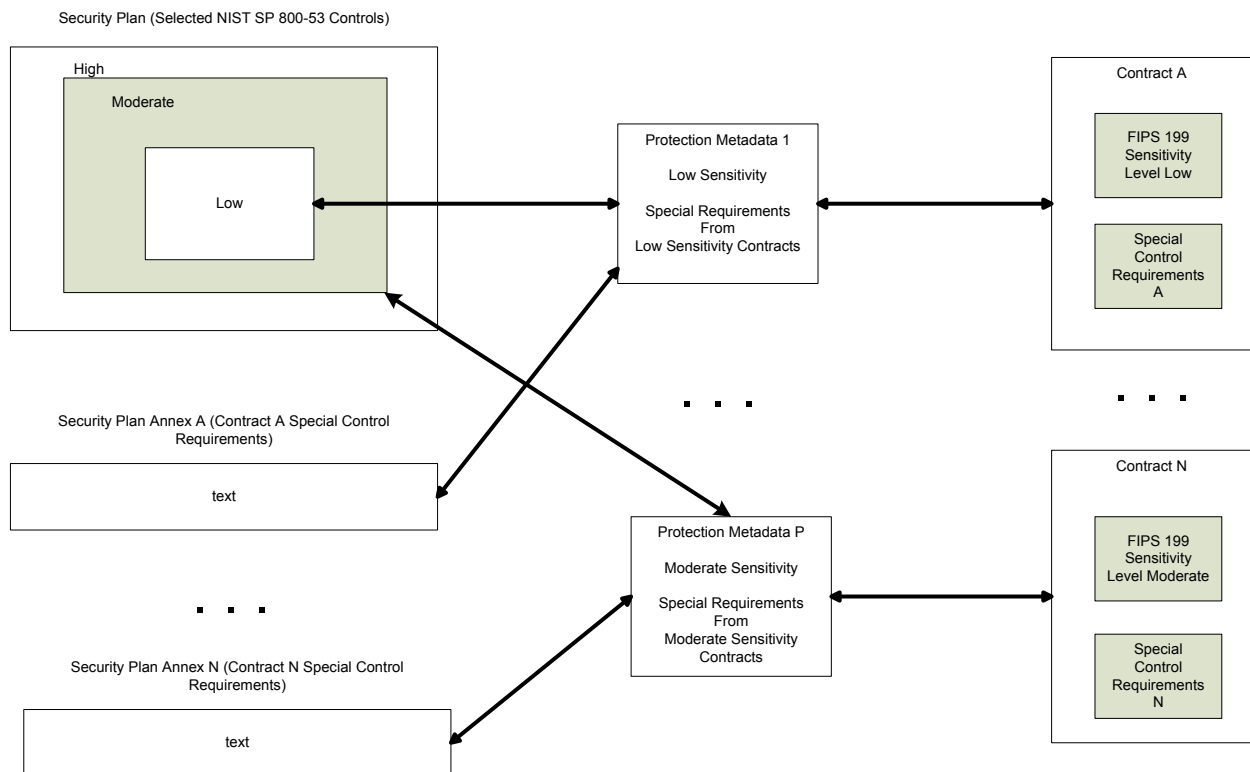 Security Plan (Selected NIST SP 800-53 Controls)
High
Moderate
Low
Security Plan Annex A (Contract A Special Control
Requirements)
text
Security Plan Annex N (Contract N Special Control
Requirements)
text
Protection Metadata 1
Low Sensitivity
Special Requirements
From
Low Sensitivity Contracts
Protection Metadata P
Moderate Sensitivity
Special Requirements
From
Moderate Sensitivity
Contracts
Contract A
FIPS 199
Sensitivity
Level Low
Special
Control
Requirements
A
Contract N
FIPS 199
Sensitivity
Level Moderate
Special
Control
Requirements
N